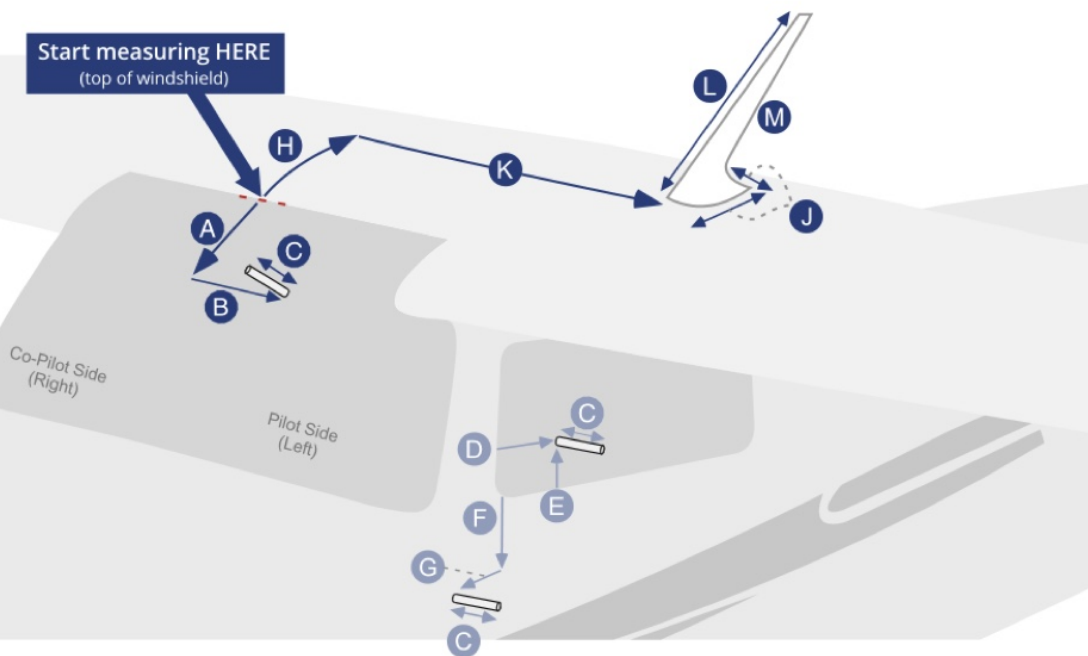 Start measuring HERE
(top of windshield)
L
M
H
K
J
A
C
B
Co-Pilot Side
(Right)
Pilot Side
(Left)
C
D
E
F
G
C